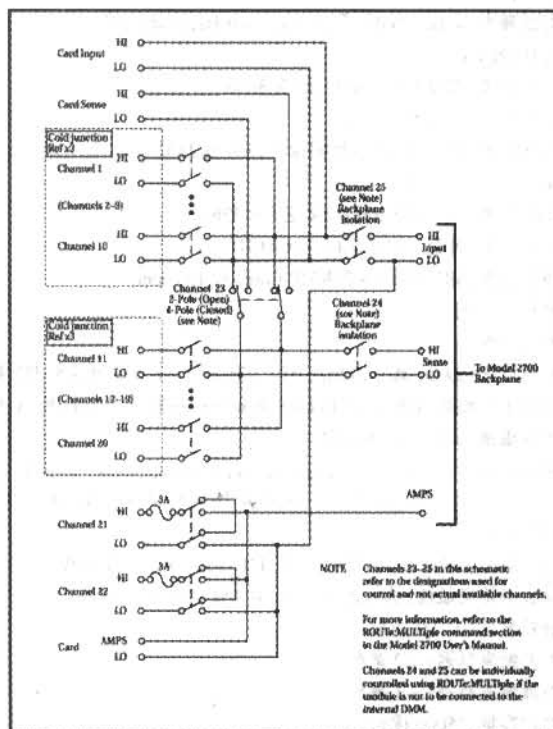 Card Input
HI
LO
Card Sense
HI
LO
Cold junction
Ref x3
Channel 1
HI
LO
(Channels 2–9)
Channel 10
HI
LO
Channel 25
(see Note)
Backplane
Isolation
HI
Input
LO
Channel 23
2-Pole (Open)
4-Pole (Closed)
(see Note)
Channel 24
(see Note)
Backplane
Isolation
Cold junction
Ref x3
Channel 11
HI
LO
HI
Sense
LO
To Model 2700
Backplane
(Channels 12–19)
Channel 20
HI
LO
AMPS
Channel 21
HI
3A
LO
Channel 22
HI
3A
LO
Card
AMPS
LO
NOTE Channels 23–25 in this schematic
refer to the designations used for
control and not actual available channels.
For more information, refer to the
ROUTe:MULTiple command section
in the Model 2700 User's Manual.
Channels 24 and 25 can be individually
controlled using ROUTe:MULTiple if the
module is not to be connected to the
internal DMM.